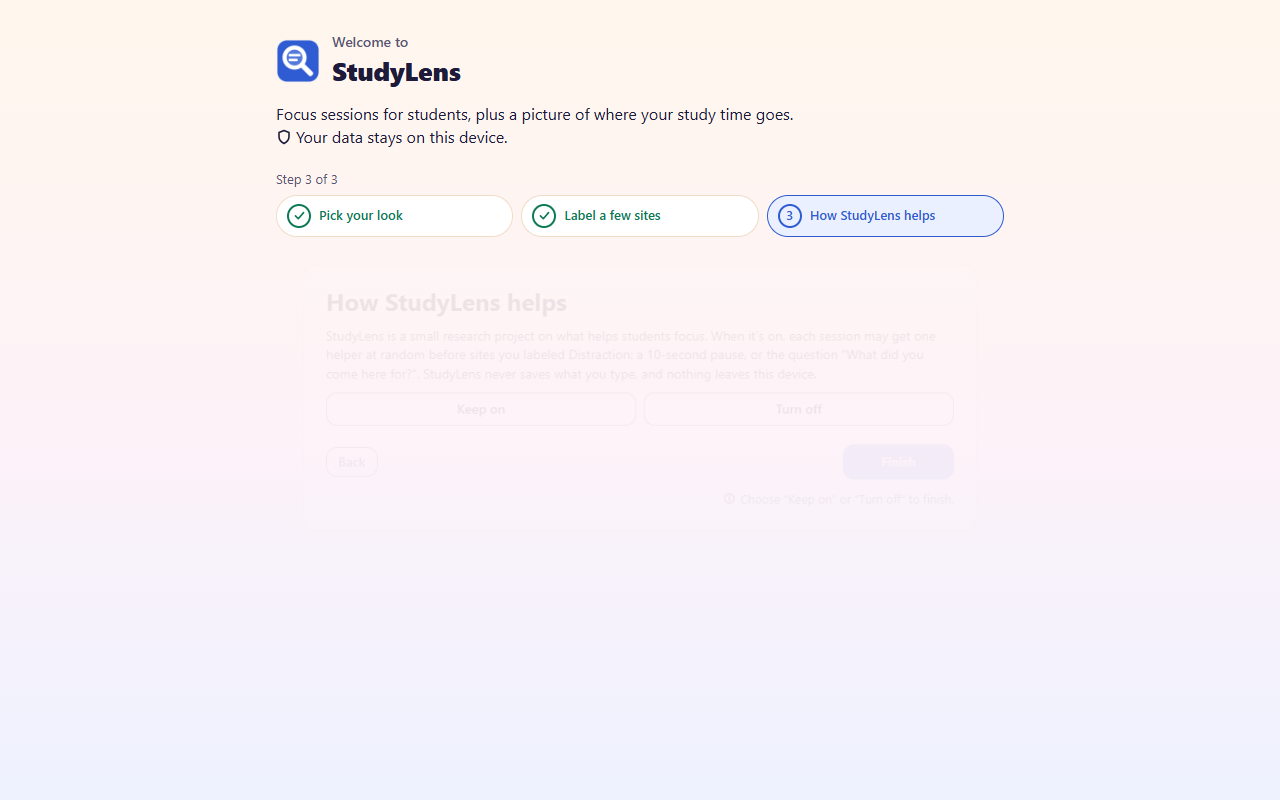 Welcome to
StudyLens
Focus sessions for students, plus a picture of where your study time goes.
Your data stays on this device.
Step 3 of 3
Pick your look
Label a few sites
3 How StudyLens helps
How StudyLens helps
StudyLens is a small research project on what helps students focus. When it's on, each session may get one
helper at random before sites you labeled Distraction: a 10-second pause, or the question "What did you
come here for?". StudyLens never saves what you type, and nothing leaves this device.
Keep on
Turn off
Back
Finish
Choose "Keep on" or "Turn off" to finish.